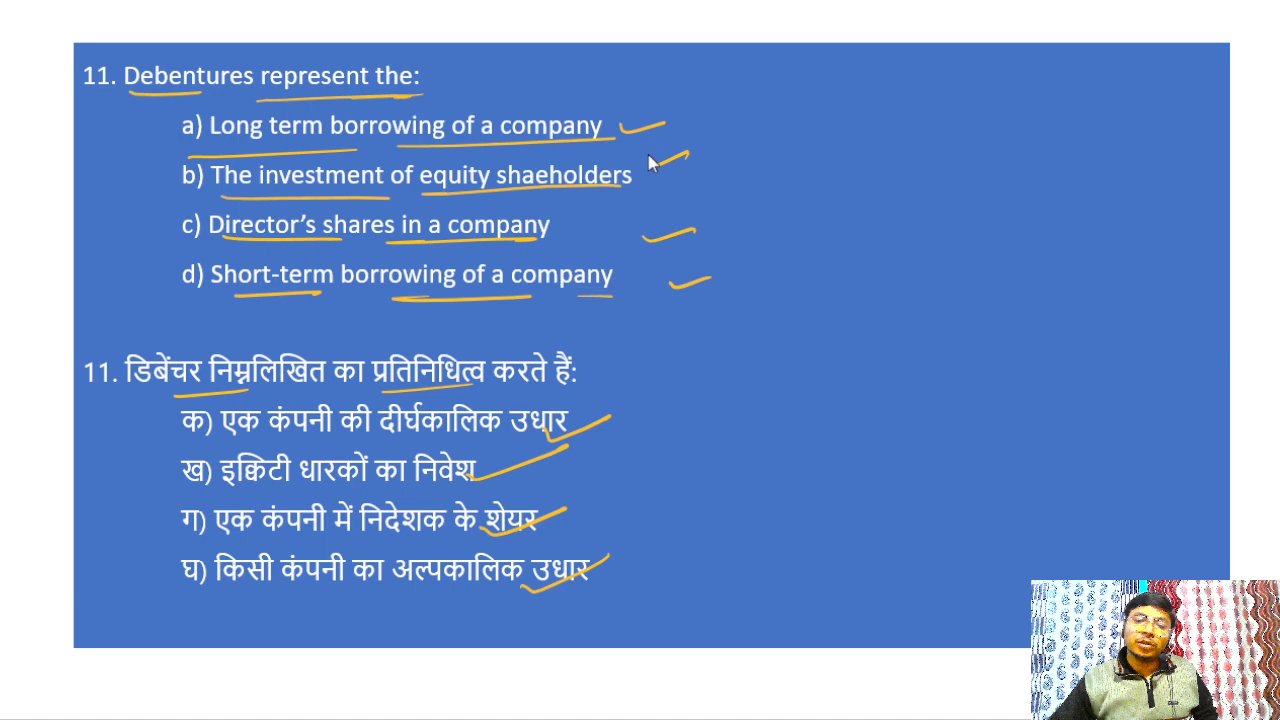 11. Debentures represent the:
a) Long term borrowing of a company
b) The investment of equity shaeholders
c) Director’s shares in a company
d) Short-term borrowing of a company
11. डिबेंचर निम्नलिखित का प्रतिनिधित्व करते हैं:
क) एक कंपनी की दीर्घकालिक उधार
ख) इक्विटी धारकों का निवेश
ग) एक कंपनी में निदेशक के शेयर
घ) किसी कंपनी का अल्पकालिक उधार